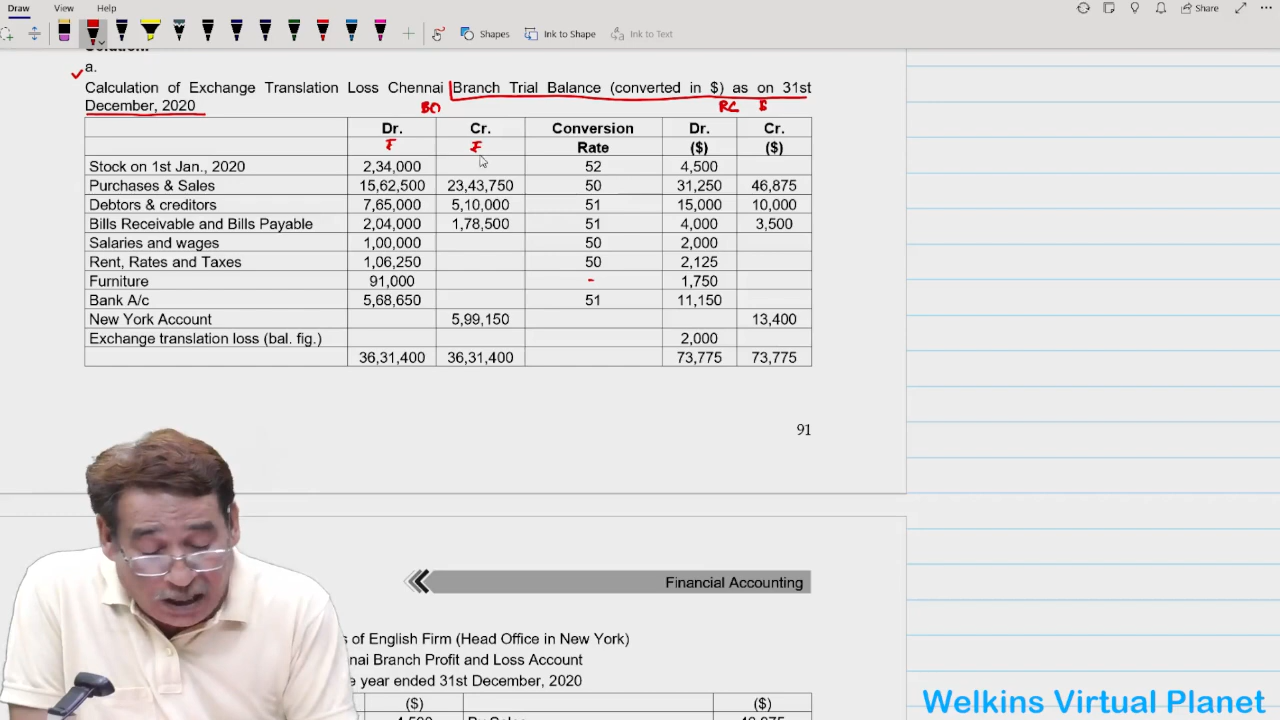 Draw View Help
Share
Shapes Ink to Shape Ink to Text
Solution:
a.
Calculation of Exchange Translation Loss Chennai Branch Trial Balance (converted in $) as on 31st
December, 2020
BO RC $
Dr. Cr. Conversion Dr. Cr.
₹ ₹ Rate ($) ($)
Stock on 1st Jan., 2020 2,34,000 52 4,500
Purchases & Sales 15,62,500 23,43,750 50 31,250 46,875
Debtors & creditors 7,65,000 5,10,000 51 15,000 10,000
Bills Receivable and Bills Payable 2,04,000 1,78,500 51 4,000 3,500
Salaries and wages 1,00,000 50 2,000
Rent, Rates and Taxes 1,06,250 50 2,125
Furniture 91,000 - 1,750
Bank A/c 5,68,650 51 11,150
New York Account 5,99,150 13,400
Exchange translation loss (bal. fig.) 2,000
36,31,400 36,31,400 73,775 73,775
91
Financial Accounting
of English Firm (Head Office in New York)
Branch Profit and Loss Account
year ended 31st December, 2020
($) ($)
4,500 46,875
Welkins Virtual Planet